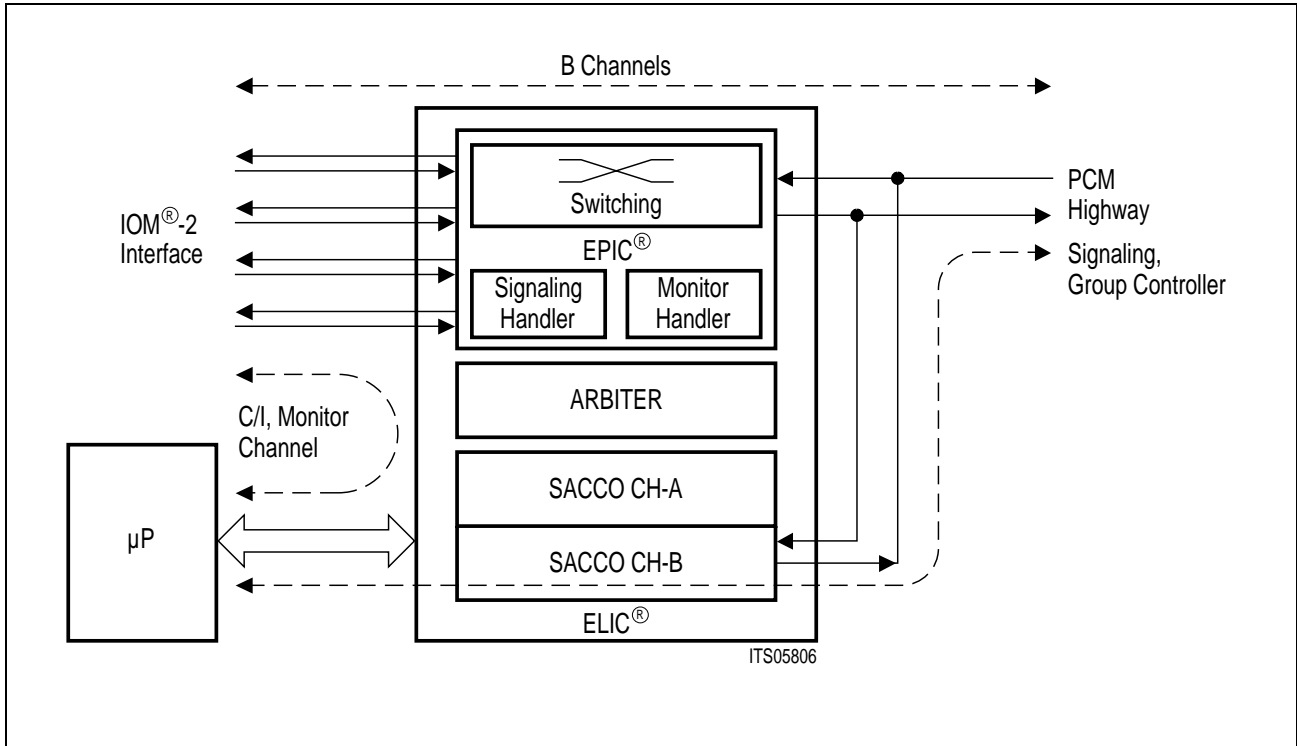 B Channels
IOM®-2
Interface
Switching
EPIC®
Signaling
Handler
Monitor
Handler
PCM
Highway
Signaling,
Group Controller
ARBITER
C/I, Monitor
Channel
SACCO CH-A
SACCO CH-B
µP
ELIC®
ITS05806